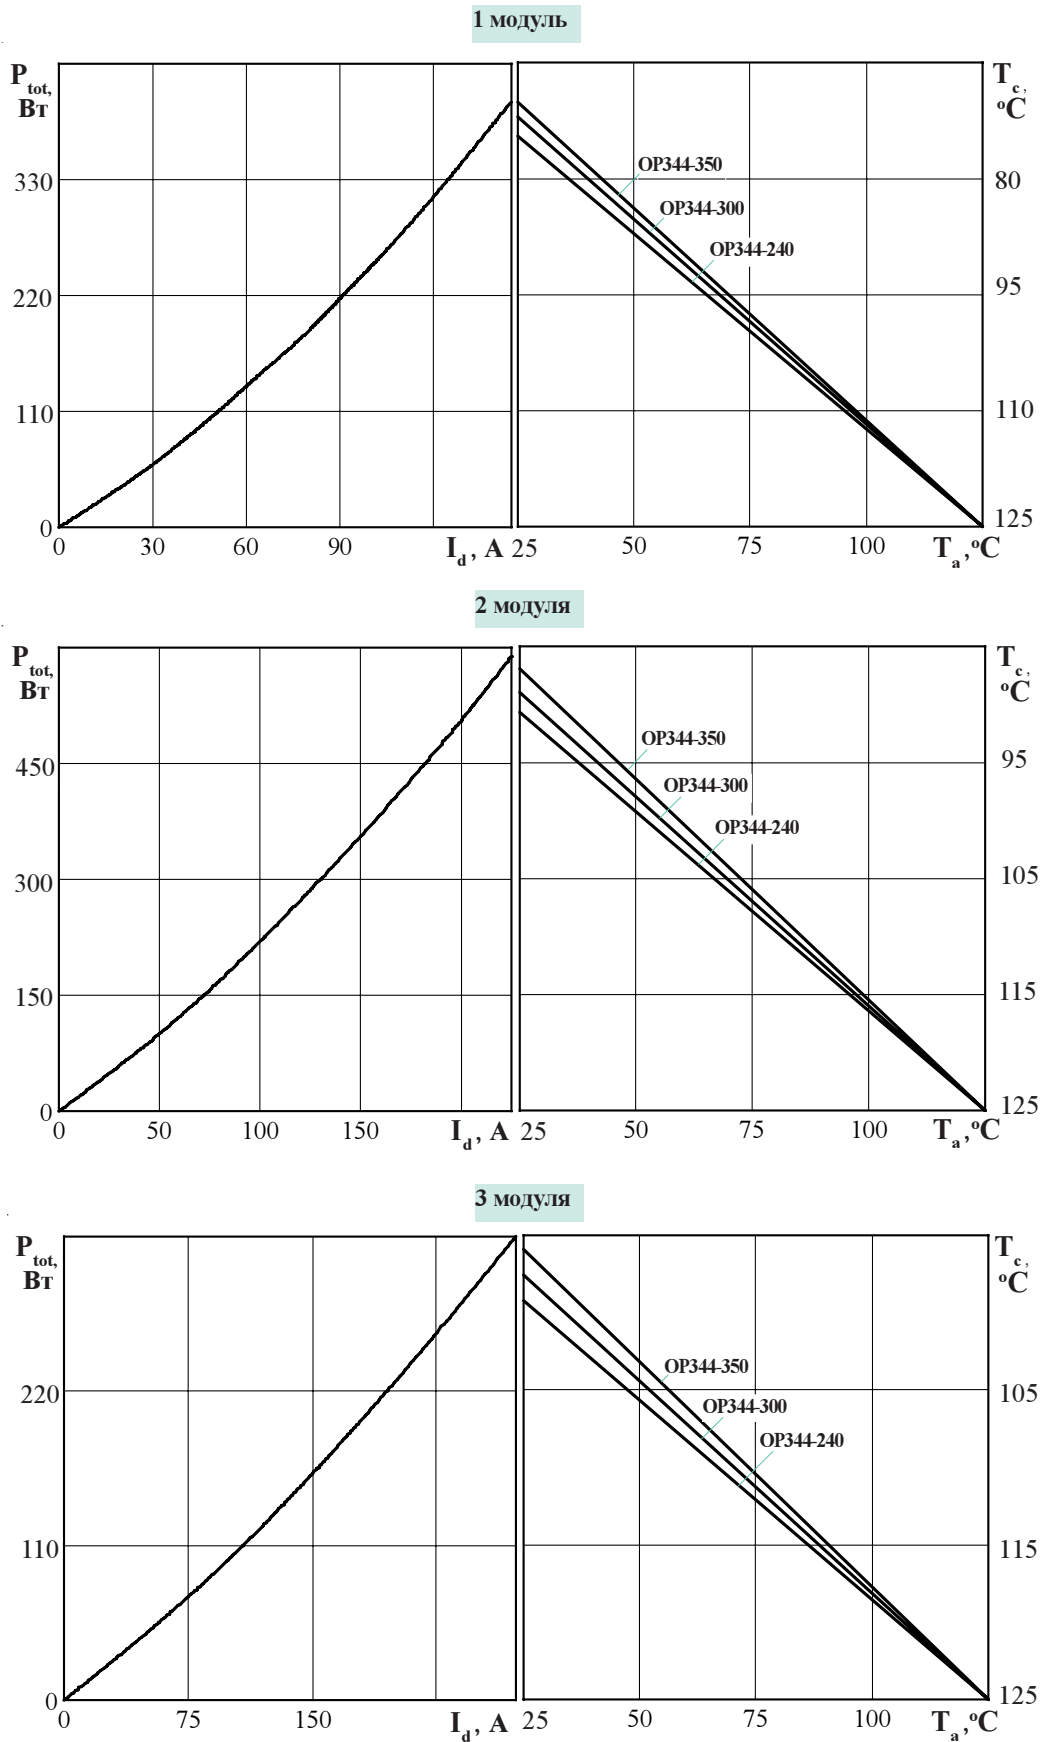 1 модуль
P tot, Вт
T c, °C
OP344-350
330
80
OP344-300
OP344-240
220
95
110
110
0
125
0 30 60 90 I d, А 25 50 75 100 T a, °C
2 модуля
P tot, Вт
T c, °C
OP344-350
450
95
OP344-300
OP344-240
300
105
150
115
0
125
0 50 100 150 I d, А 25 50 75 100 T a, °C
3 модуля
P tot, Вт
T c, °C
OP344-350
220
105
OP344-300
OP344-240
110
115
0
125
0 75 150 I d, А 25 50 75 100 T a, °C